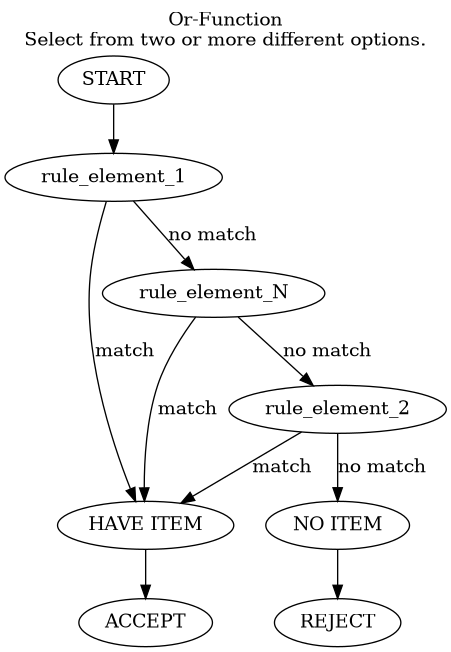 Or-Function
Select from two or more different options.
START
rule_element_1
no match
rule_element_N
match
no match
match
rule_element_2
match
no match
HAVE ITEM
NO ITEM
ACCEPT
REJECT